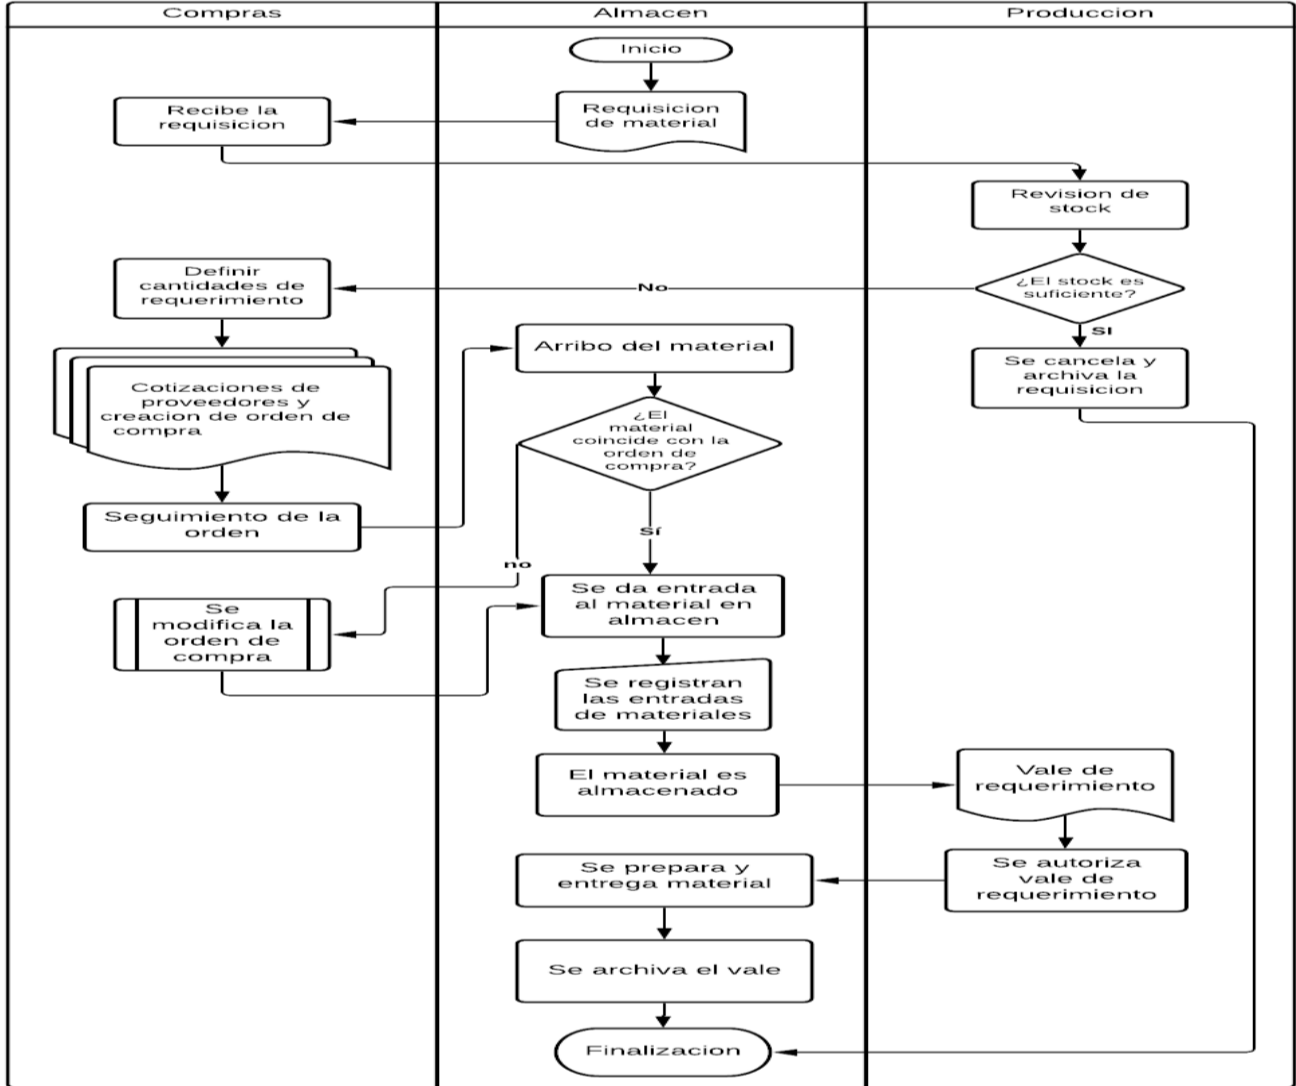 Compras
Almacen
Produccion
Inicio
Requisicion
de material
Recibe la
requisicion
Revision de
stock
¿El stock es
suficiente?
No
SI
Definir
cantidades de
requerimiento
Se cancela y
archiva la
requisicion
Cotizaciones de
proveedores y
creacion de orden de
compra
Seguimiento de la
orden
Arribo del material
¿El
material
coincide con la
orden de
compra?
Sí
no
Se
modifica la
orden de
compra
Se da entrada
al material en
almacen
Se registran
las entradas
de materiales
El material es
almacenado
Vale de
requerimiento
Se autoriza
vale de
requerimiento
Se prepara y
entrega material
Se archiva el vale
Finalizacion